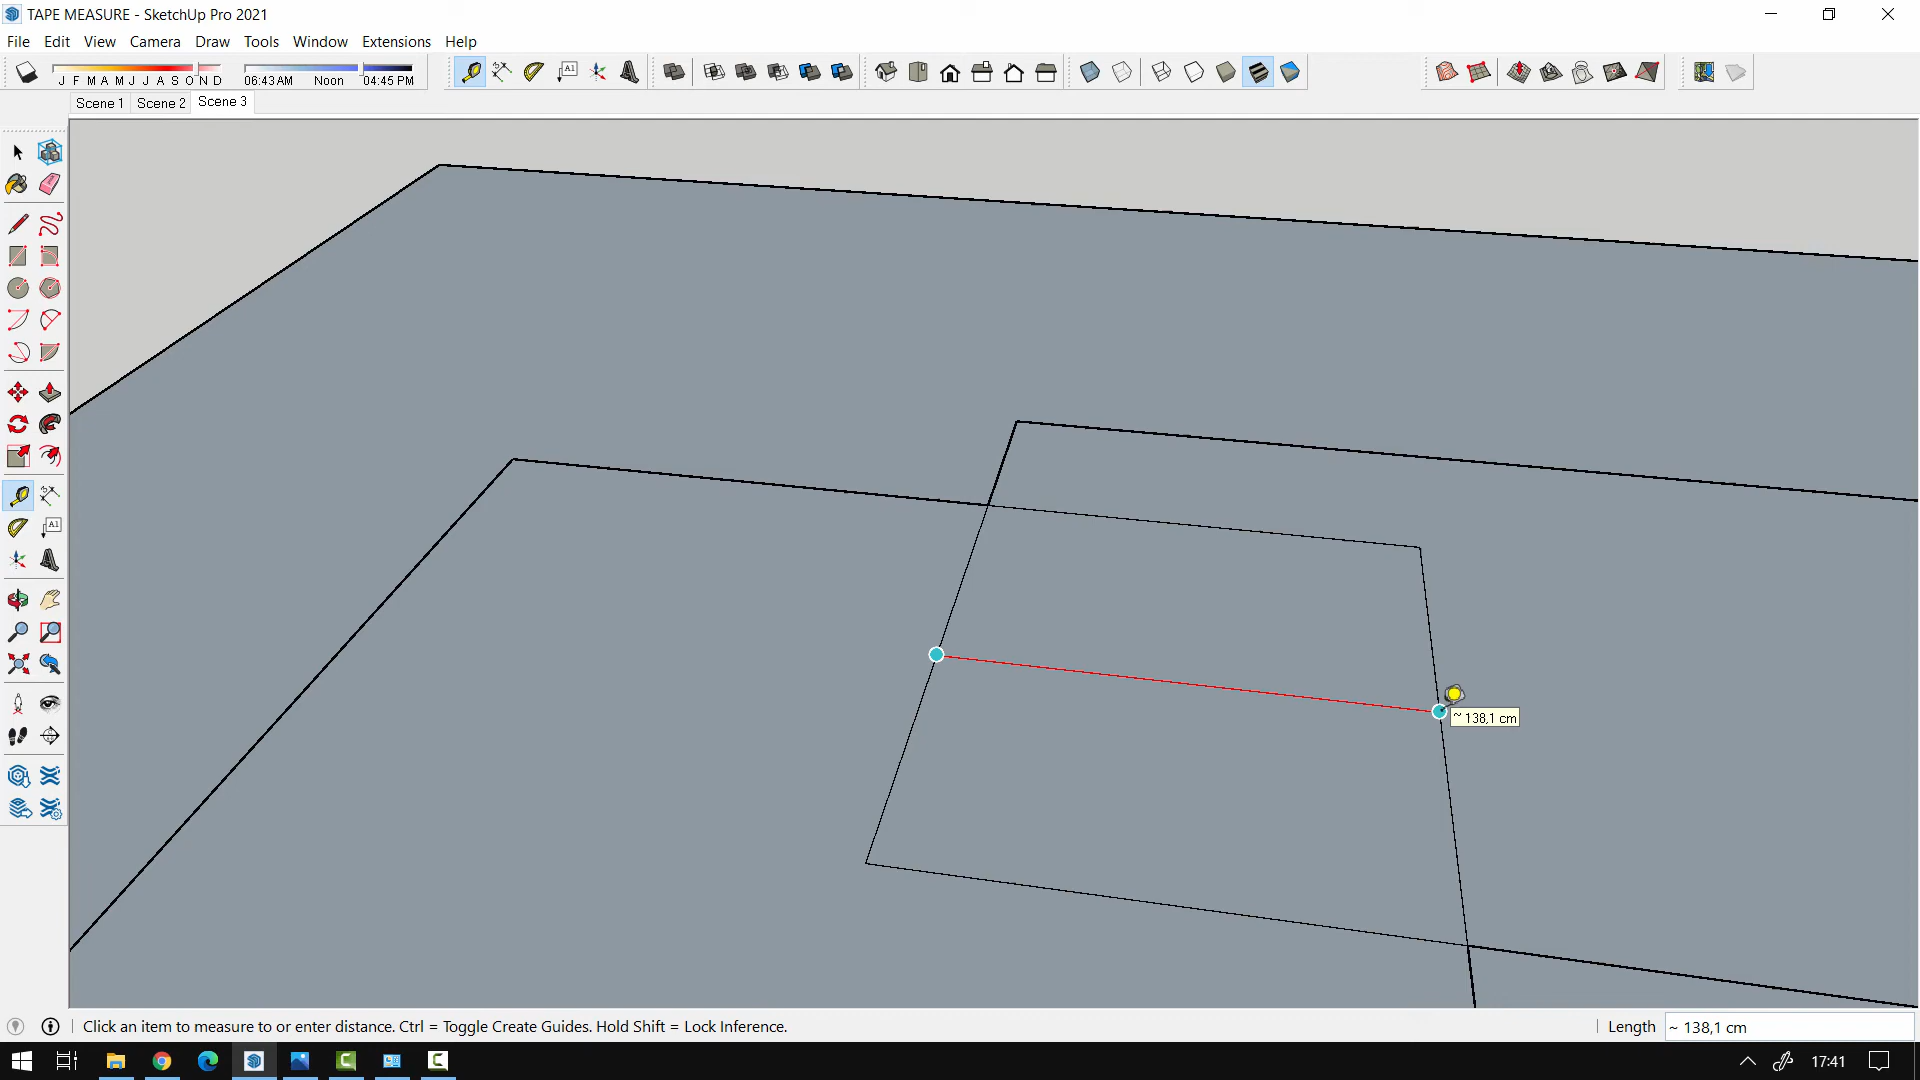 TAPE MEASURE - SketchUp Pro 2021
File Edit View Camera Draw Tools Window Extensions Help
J F M A M J J A S O N D
06:43 AM Noon 04:45 PM
A1
Scene 1 Scene 2 Scene 3
A1
~ 138,1 cm
Click an item to measure to or enter distance. Ctrl = Toggle Create Guides. Hold Shift = Lock Inference.
Length ~ 138,1 cm
17:41